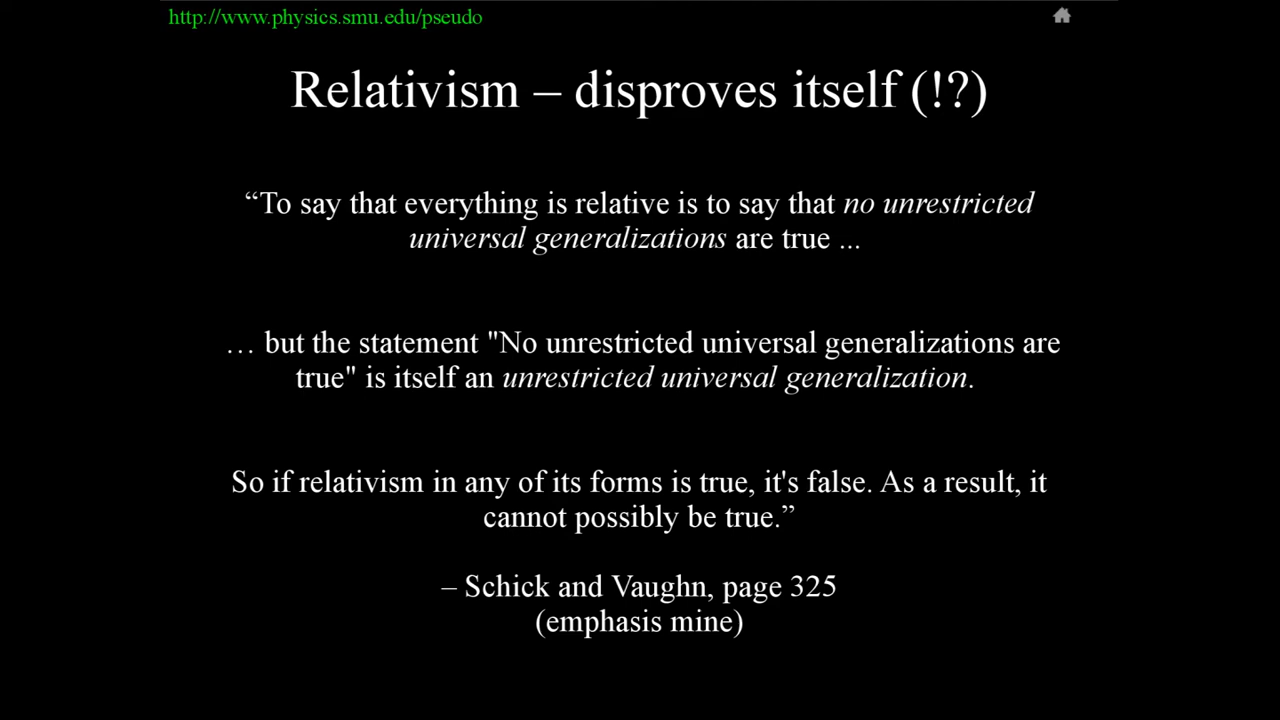 http://www.physics.smu.edu/pseudo
Relativism – disproves itself (!?)
“To say that everything is relative is to say that no unrestricted
universal generalizations are true ...
… but the statement "No unrestricted universal generalizations are
true" is itself an unrestricted universal generalization.
So if relativism in any of its forms is true, it's false. As a result, it
cannot possibly be true.”
– Schick and Vaughn, page 325
(emphasis mine)